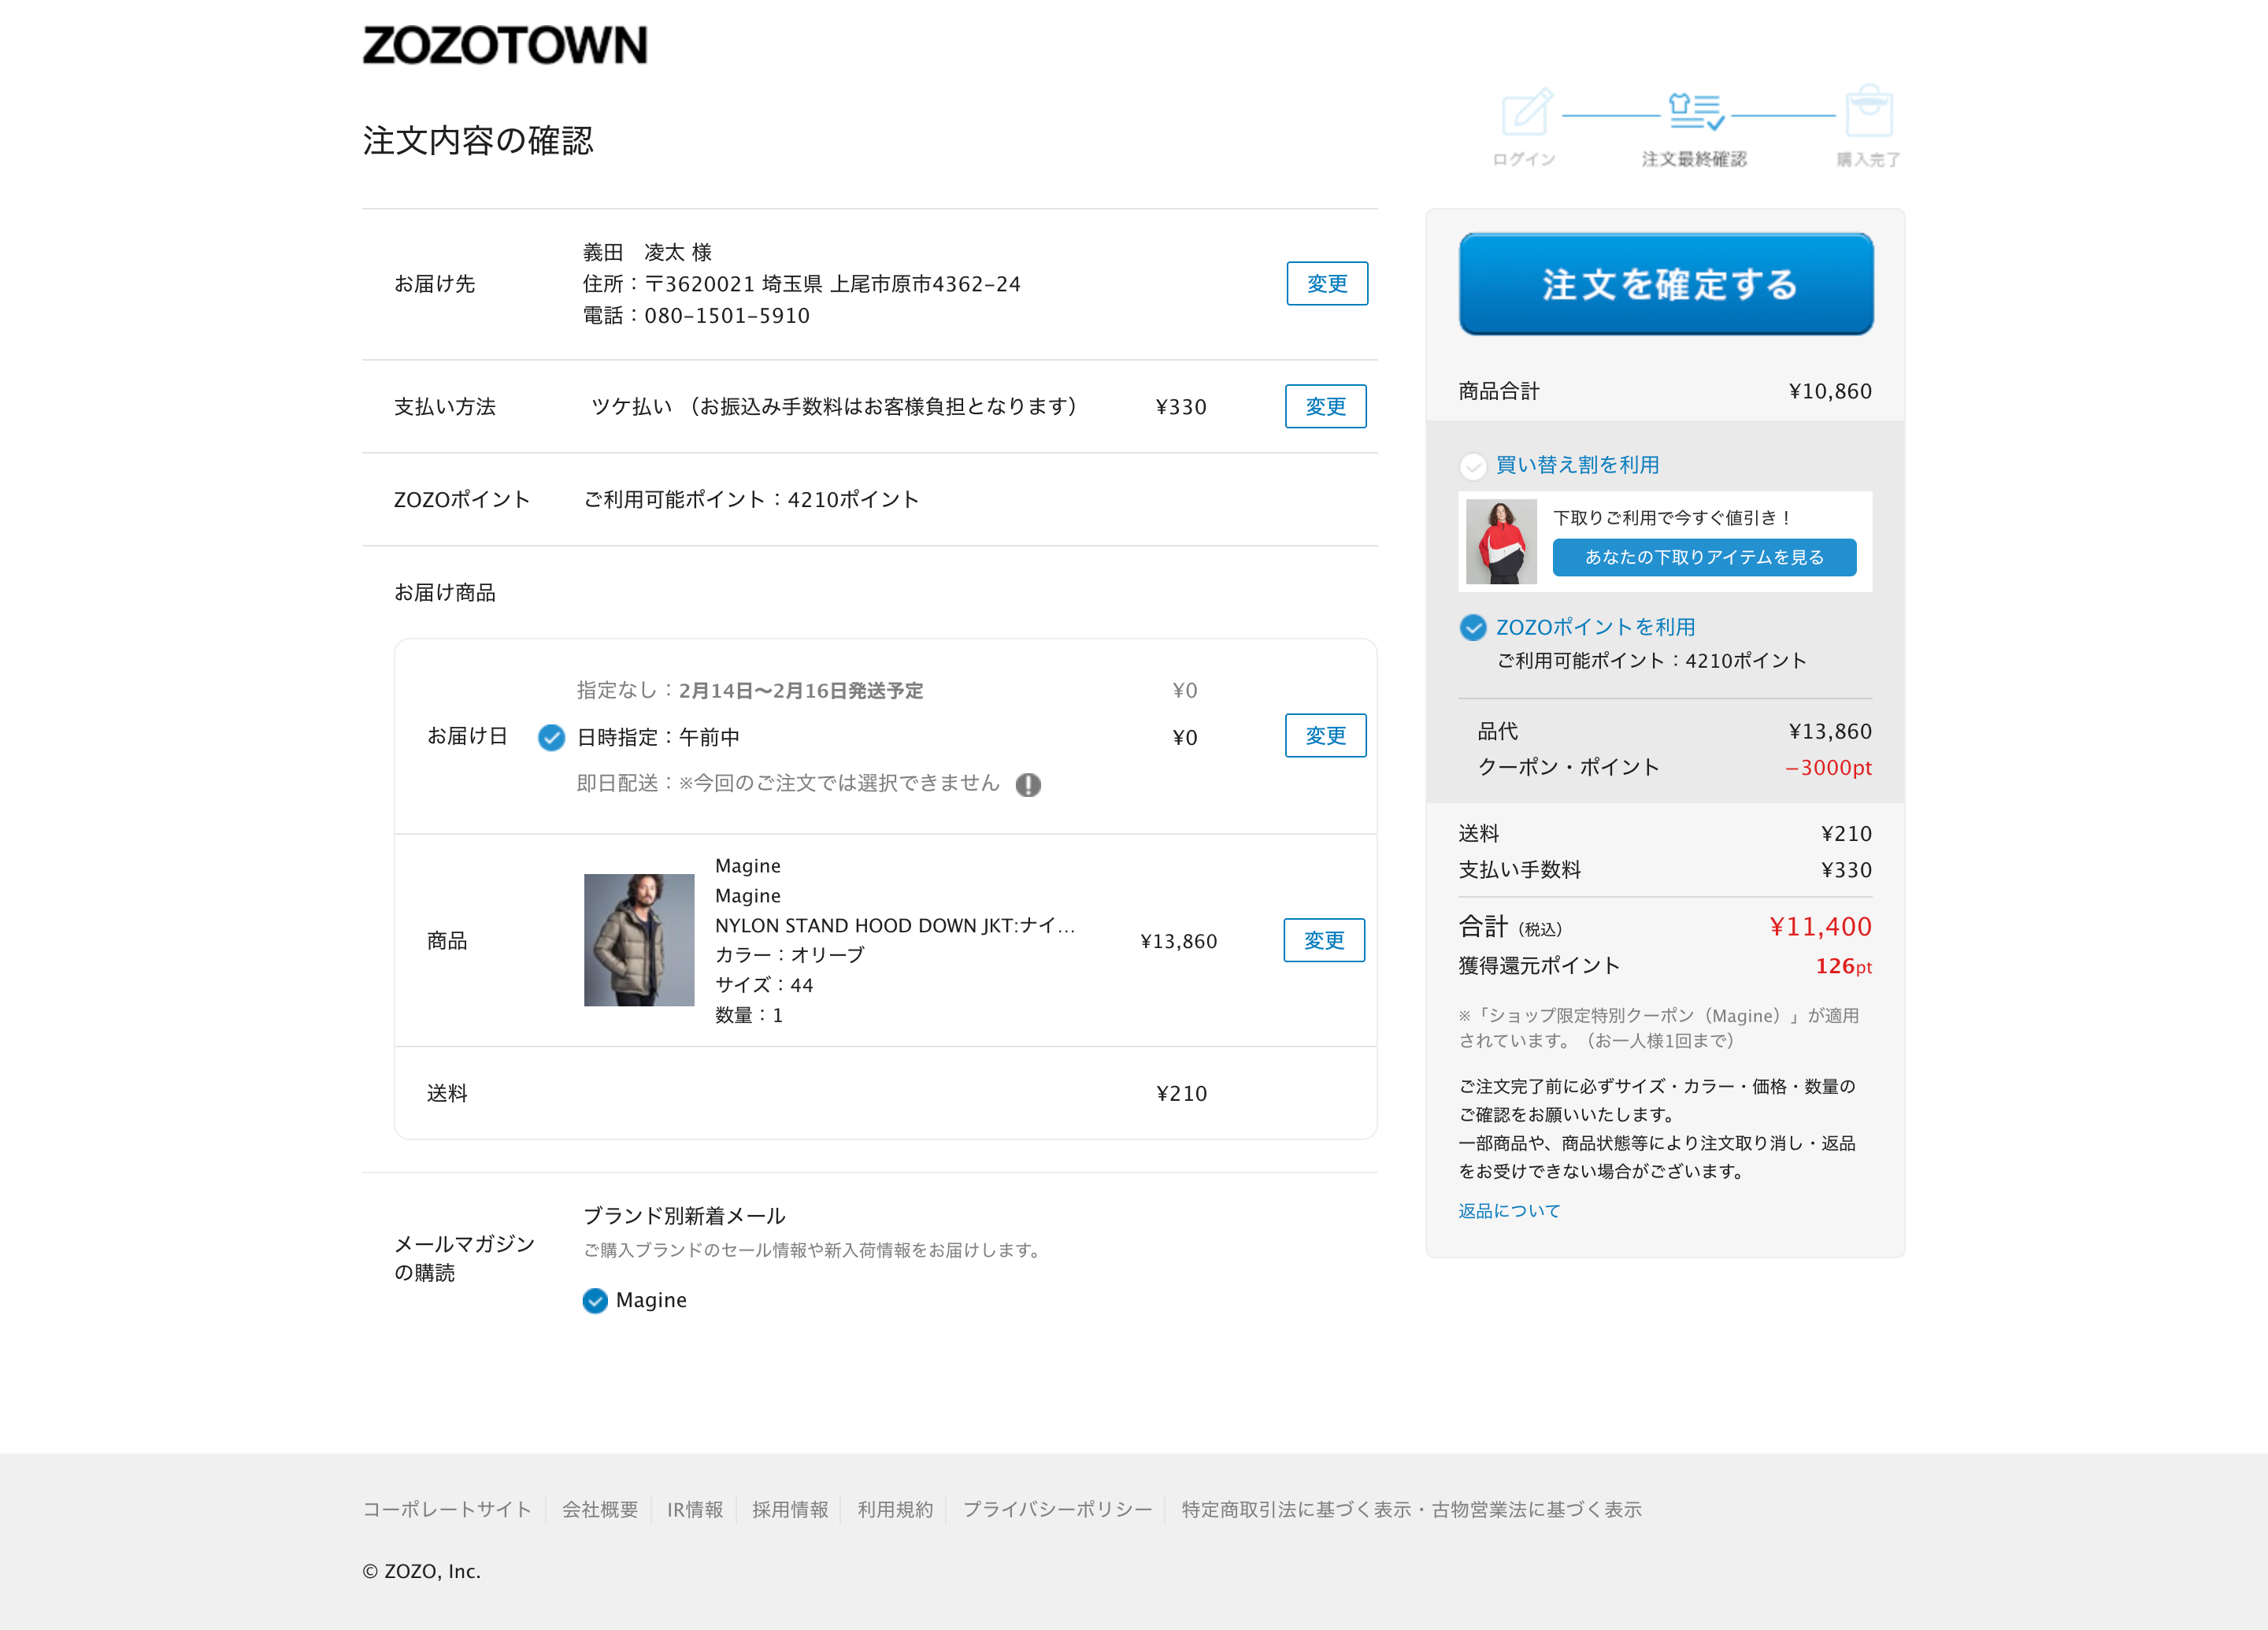 ZOZOTOWN
注文内容の確認
ログイン
注文最終確認
購入完了
お届け先
義田　凌太 様
住所：〒3620021 埼玉県 上尾市原市4362-24
電話：080-1501-5910
変更
支払い方法
ツケ払い （お振込み手数料はお客様負担となります）
¥330
変更
ZOZOポイント
ご利用可能ポイント：4210ポイント
お届け商品
お届け日
指定なし：2月14日〜2月16日発送予定
¥0
日時指定：午前中
¥0
即日配送：※今回のご注文では選択できません
変更
商品
Magine
Magine
NYLON STAND HOOD DOWN JKT:ナイ...
カラー：オリーブ
サイズ：44
数量：1
¥13,860
変更
送料
¥210
メールマガジン
の購読
ブランド別新着メール
ご購入ブランドのセール情報や新入荷情報をお届けします。
Magine
注文を確定する
商品合計
¥10,860
買い替え割を利用
下取りご利用で今すぐ値引き！
あなたの下取りアイテムを見る
ZOZOポイントを利用
ご利用可能ポイント：4210ポイント
品代
¥13,860
クーポン・ポイント
−3000pt
送料
¥210
支払い手数料
¥330
合計（税込）
¥11,400
獲得還元ポイント
126pt
※「ショップ限定特別クーポン（Magine）」が適用
されています。（お一人様1回まで）
ご注文完了前に必ずサイズ・カラー・価格・数量の
ご確認をお願いいたします。
一部商品や、商品状態等により注文取り消し・返品
をお受けできない場合がございます。
返品について
コーポレートサイト
会社概要
IR情報
採用情報
利用規約
プライバシーポリシー
特定商取引法に基づく表示・古物営業法に基づく表示
© ZOZO, Inc.